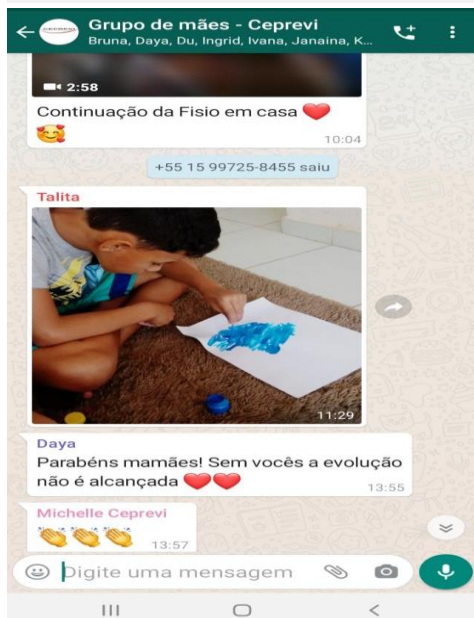 Grupo de mães - Ceprevi
Bruna, Daya, Du, Ingrid, Ivana, Janaina, K...
2:58
Continuação da Fisio em casa ❤️
🥰
10:04
+55 15 99725-8455 saiu
Talita
11:29
Daya
Parabéns mamães! Sem vocês a evolução
não é alcançada ❤️❤️
13:55
Michelle Ceprevi
👏👏👏
13:57
Digite uma mensagem